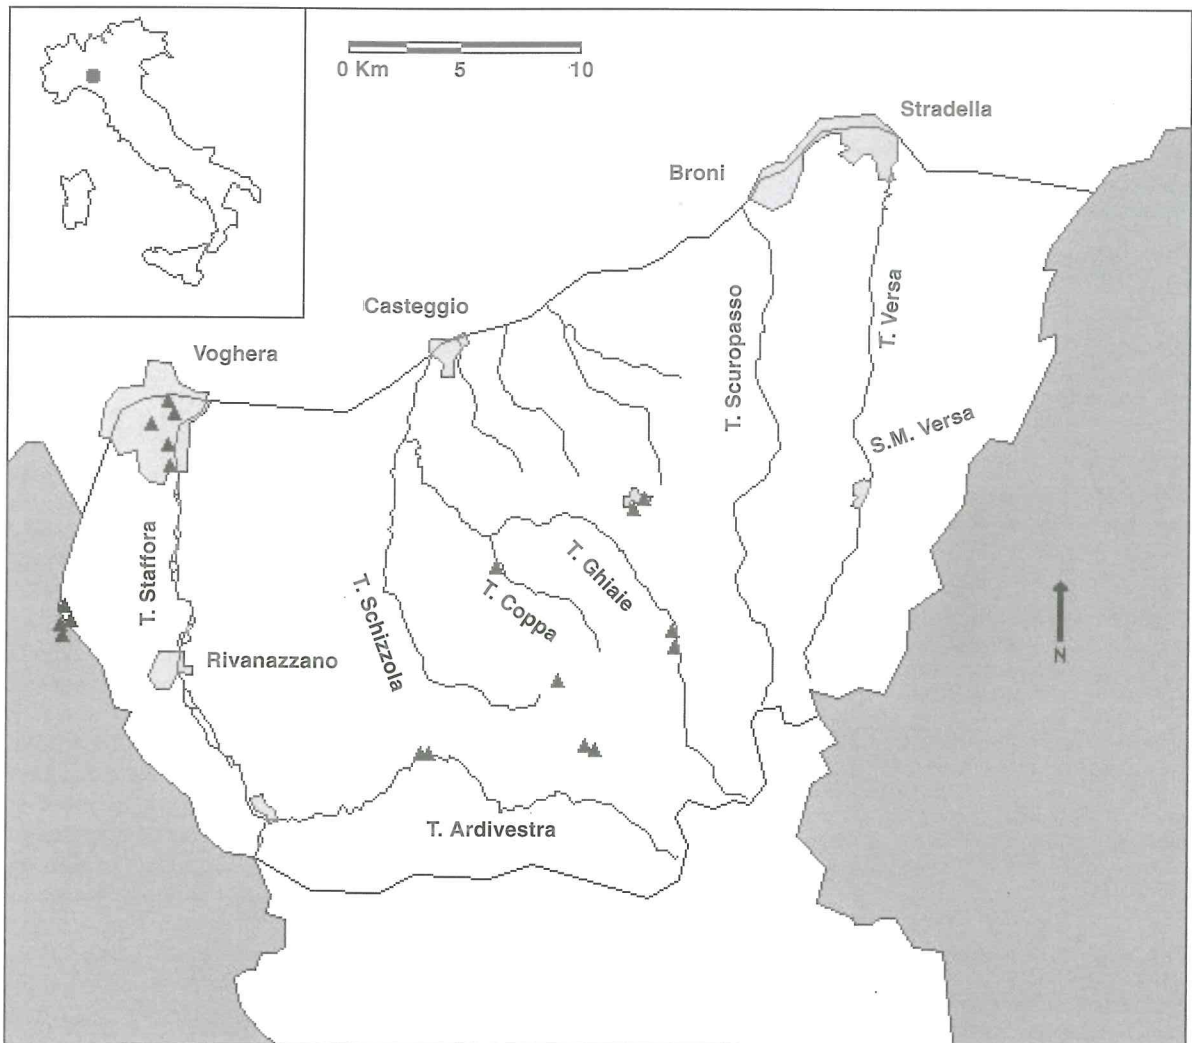 0 Km 5 10
Stradella
Broni
Casteggio
Voghera
T. Scuropasso
T. Versa
S.M. Versa
T. Staffora
T. Schizzola
T. Coppa
T. Ghiaie
Rivanazzano
N
T. Ardivestra